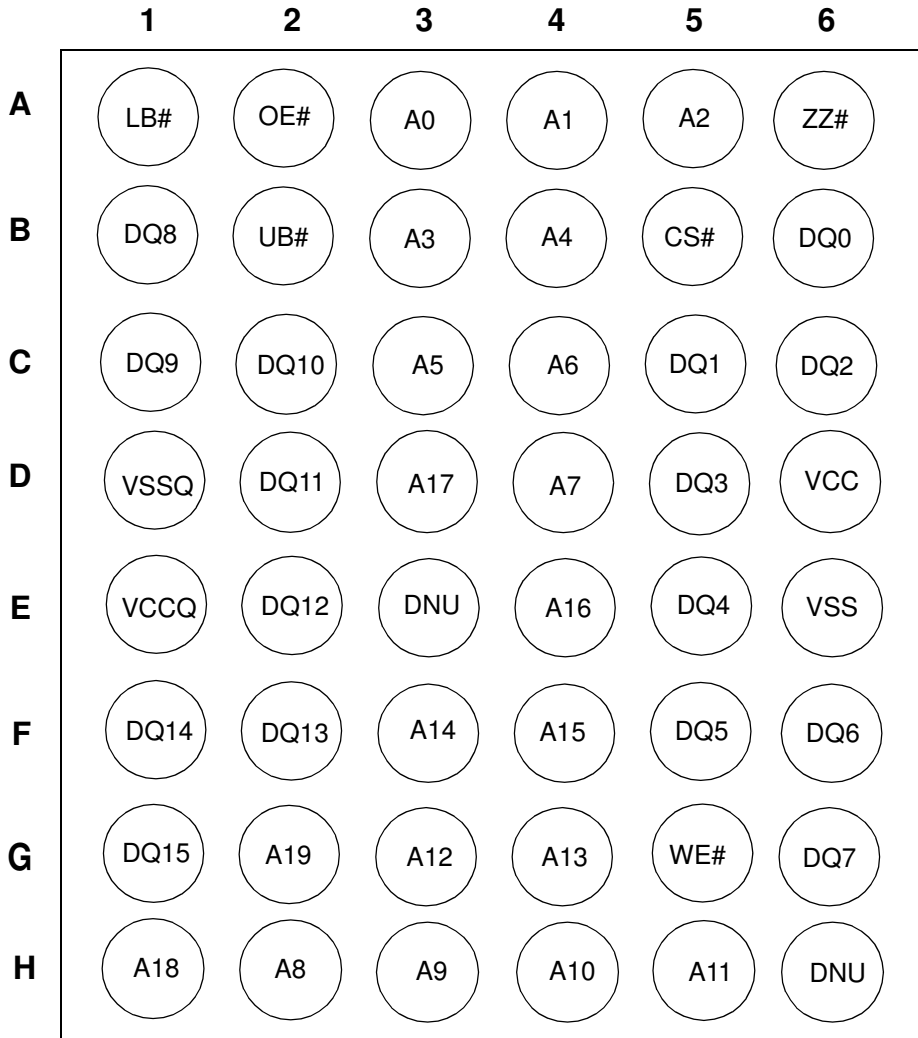 1 2 3 4 5 6
A LB# OE# A0 A1 A2 ZZ#
B DQ8 UB# A3 A4 CS# DQ0
C DQ9 DQ10 A5 A6 DQ1 DQ2
D VSSQ DQ11 A17 A7 DQ3 VCC
E VCCQ DQ12 DNU A16 DQ4 VSS
F DQ14 DQ13 A14 A15 DQ5 DQ6
G DQ15 A19 A12 A13 WE# DQ7
H A18 A8 A9 A10 A11 DNU